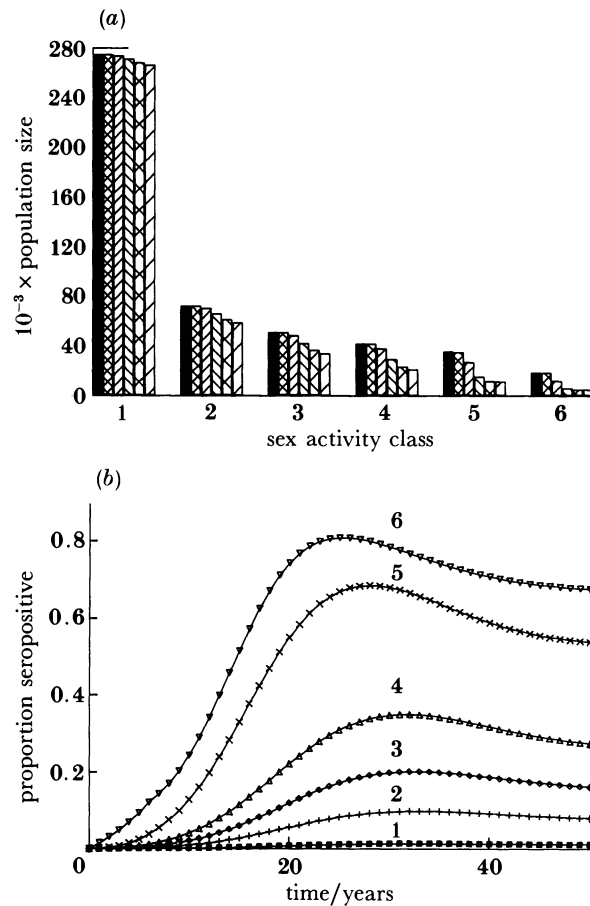 (a)
10⁻³ × population size
280
240
200
160
120
80
40
0
1 2 3 4 5 6
sex activity class
(b)
proportion seropositive
0.8
0.6
0.4
0.2
6
5
4
3
2
1
0 20 40
time/years